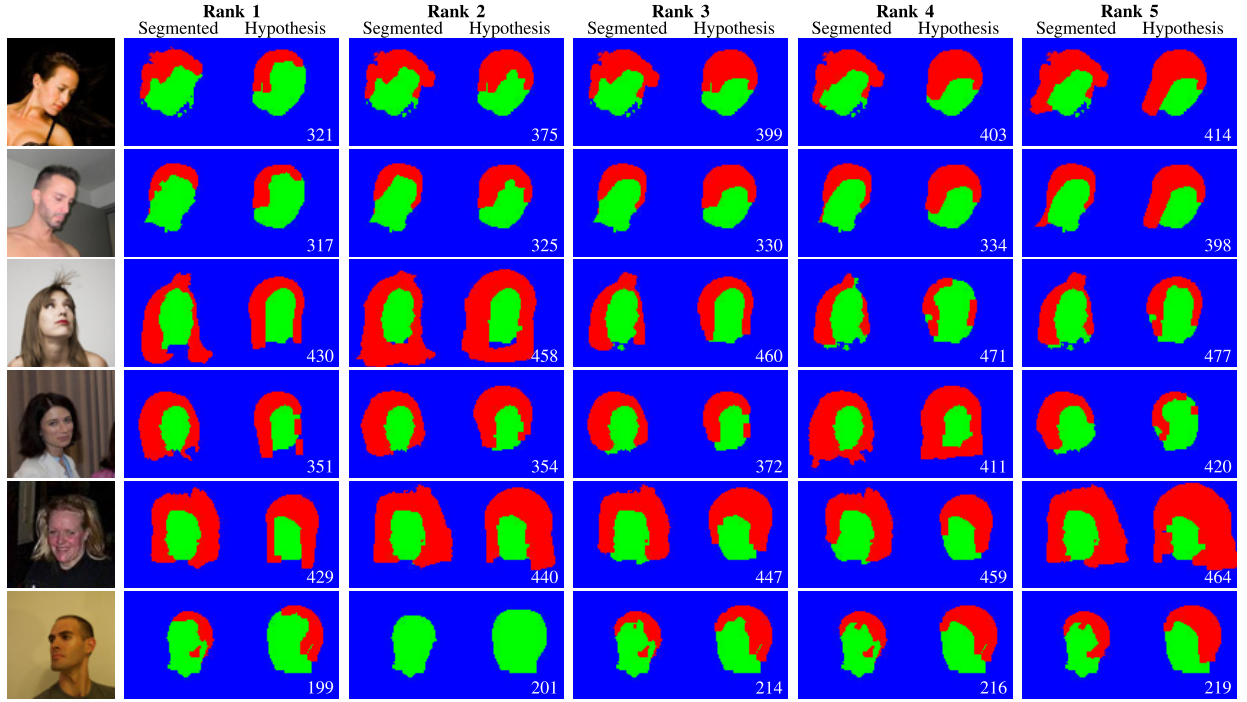 Rank 1 Rank 2 Rank 3 Rank 4 Rank 5
Segmented Hypothesis Segmented Hypothesis Segmented Hypothesis Segmented Hypothesis Segmented Hypothesis
321 375 399 403 414
317 325 330 334 398
430 458 460 471 477
351 354 372 411 420
429 440 447 459 464
199 201 214 216 219